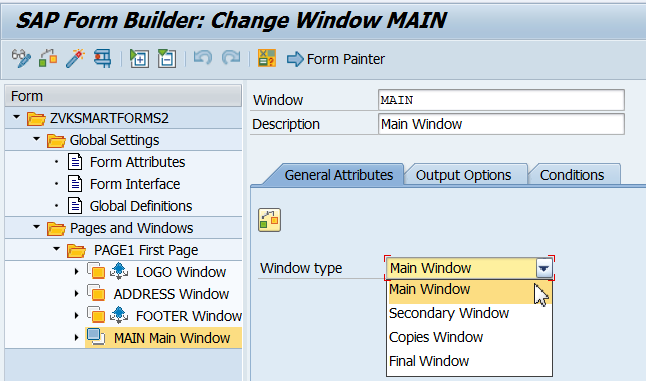 SAP Form Builder: Change Window MAIN
Form Painter
Form
ZVKSMARTFORMS2
Global Settings
Form Attributes
Form Interface
Global Definitions
Pages and Windows
PAGE1 First Page
LOGO Window
ADDRESS Window
FOOTER Window
MAIN Main Window
Window MAIN
Description Main Window
General Attributes Output Options Conditions
Window type Main Window
Main Window
Secondary Window
Copies Window
Final Window